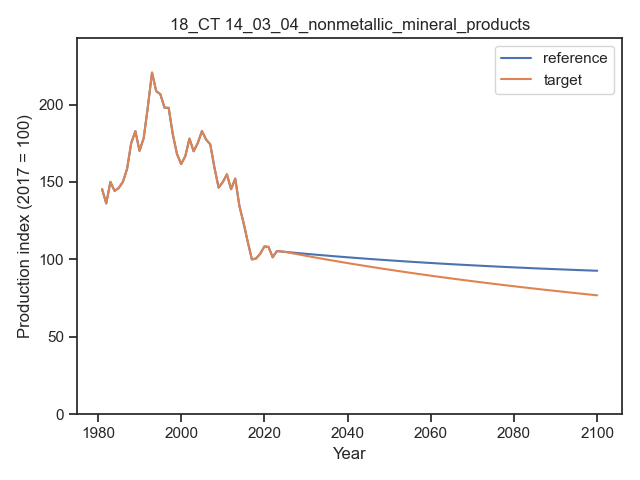 18_CT 14_03_04_nonmetallic_mineral_products
reference
target
Production index (2017 = 100)
200
150
100
50
0
1980 2000 2020 2040 2060 2080 2100
Year